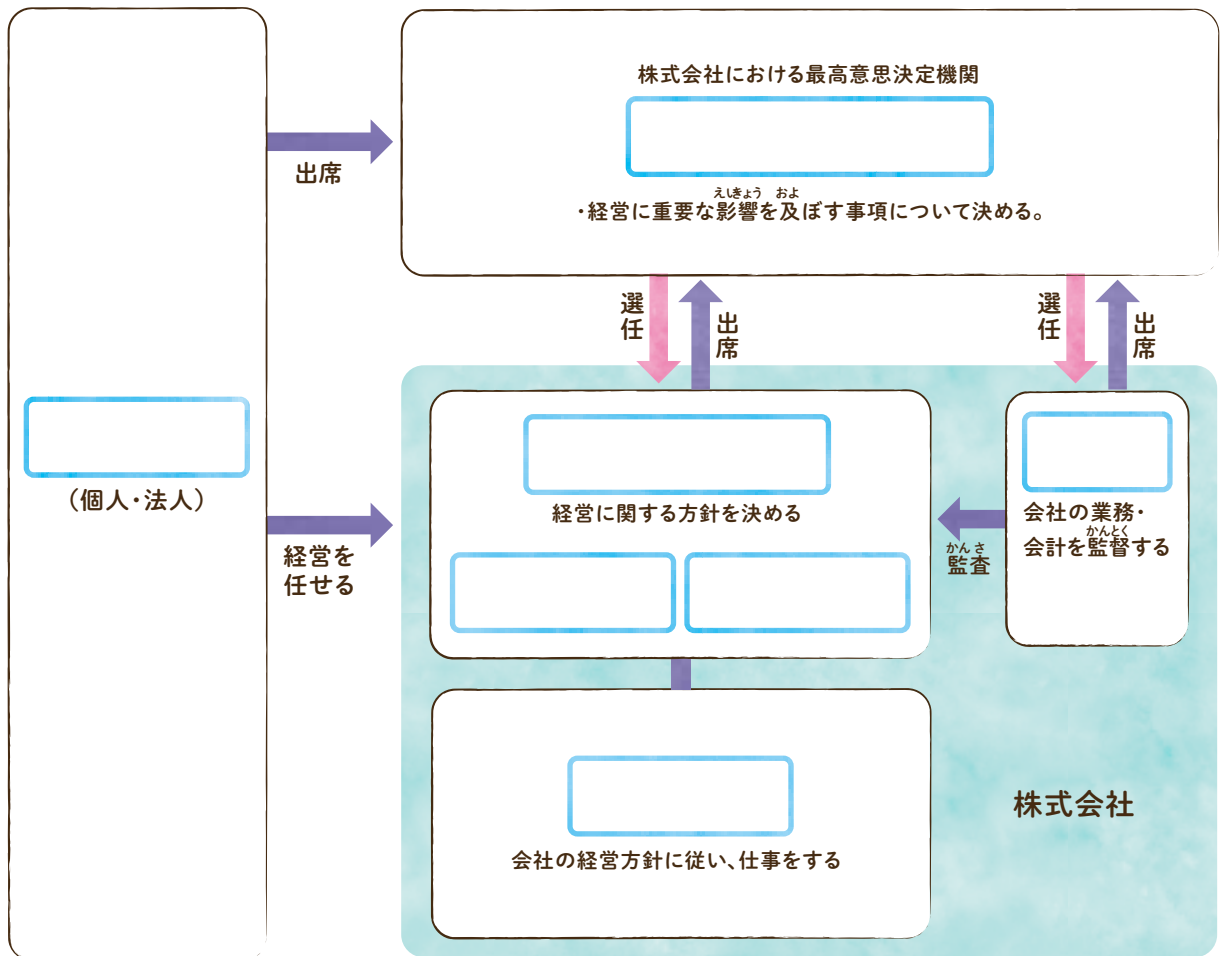 株式会社における最高意思決定機関
・経営に重要な影響を及ぼす事項について決める。
えいきょう およ
出席
選任
出席
選任
出席
（個人・法人）
経営を
任せる
経営に関する方針を決める
会社の業務・
会計を監督する
かんとく
かんさ
監査
会社の経営方針に従い、仕事をする
株式会社